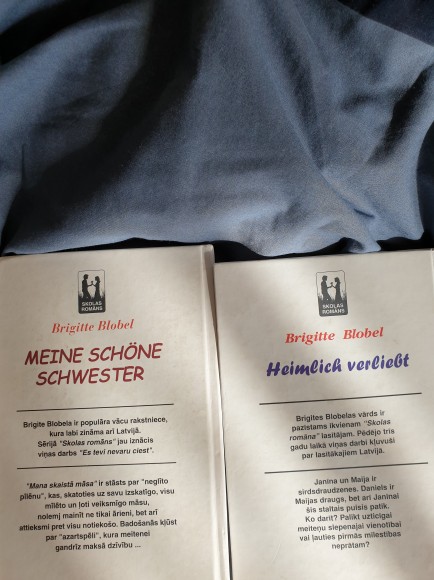 SKOLAS
ROMĀNS
Brigitte Blobel
MEINE SCHÖNE
SCHWESTER
Brigite Blobela ir populāra vācu rakstniece,
kura labi zināma arī Latvijā.
Sērijā "Skolas romāns" jau iznācis
viņas darbs "Es tevi nevaru ciest".
"Mana skaistā māsa" ir stāsts par "neglīto
pīlēnu", kas, skatoties uz savu izskatīgo, visu
mīlēto un ļoti veiksmīgo māsu,
nolemj mainīt ne tikai ārieni, bet arī
attieksmi pret visu notiekošo. Badošanās kļūst
par "azartspēli", kura meitenei
gandrīz maksā dzīvību ...
SKOLAS
ROMĀNS
Brigitte Blobel
Heimlich verliebt
Brigites Blobelas vārds ir
pazīstams ikvienam "Skolas
romāna" lasītājam. Pēdējo trīs
gadu laikā viņas darbi kļuvuši
par lasītākajiem Latvijā.
Janīna un Maija ir
sirdsdraudzenes. Daniels ir
Maijas draugs, bet arī Janīnai
šis staltais puisis patīk.
Ko darīt? Palikt uzticīgai
meiteņu siepenajai vienotībai
vai ļauties pirmās mīlestības
neprātam?